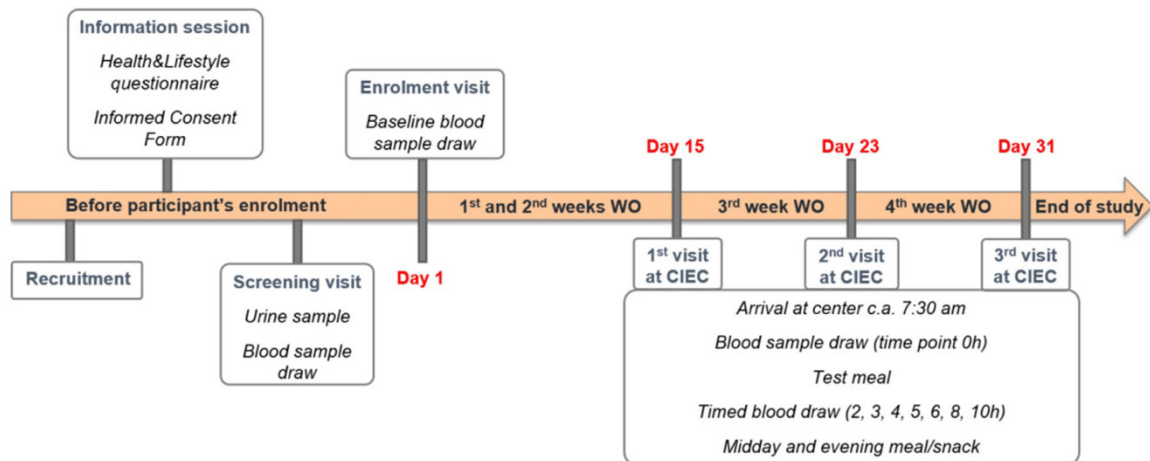 Information session
Health&Lifestyle
questionnaire
Informed Consent
Form
Enrolment visit
Baseline blood
sample draw
Day 15
Day 23
Day 31
Before participant's enrolment
1st and 2nd weeks WO
3rd week WO
4th week WO
End of study
Recruitment
Screening visit
Urine sample
Blood sample
draw
Day 1
1st visit
at CIEC
2nd visit
at CIEC
3rd visit
at CIEC
Arrival at center c.a. 7:30 am
Blood sample draw (time point 0h)
Test meal
Timed blood draw (2, 3, 4, 5, 6, 8, 10h)
Midday and evening meal/snack